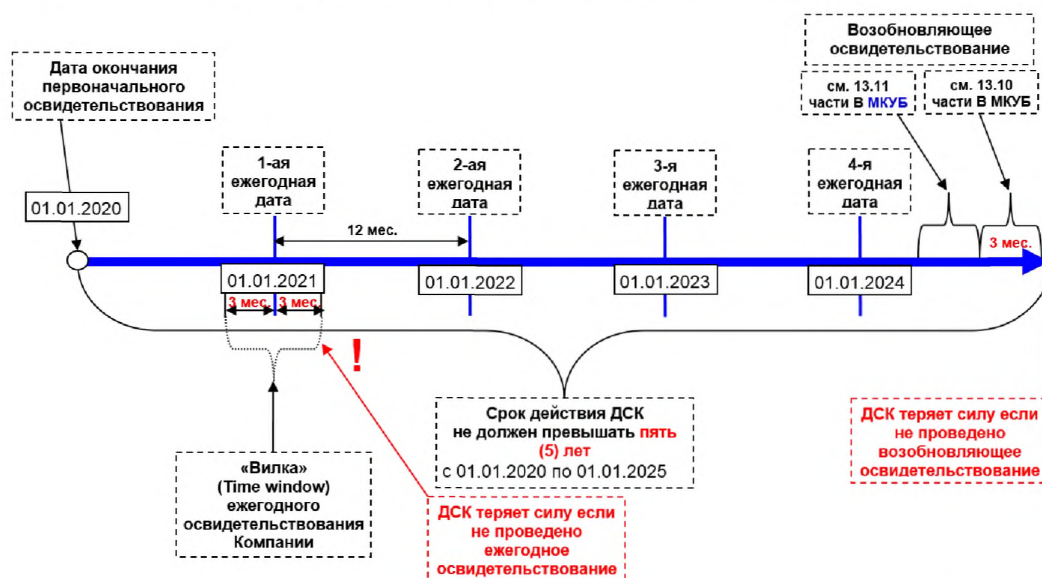 Возобновляющее
освидетельствование
Дата окончания
первоначального
освидетельствования
см. 13.11
части В МКУБ
см. 13.10
части В МКУБ
1-ая
ежегодная
дата
2-ая
ежегодная
дата
3-я
ежегодная
дата
4-я
ежегодная
дата
01.01.2020
12 мес.
3 мес.
01.01.2021
01.01.2022
01.01.2023
01.01.2024
3 мес.
3 мес.
!
Срок действия ДСК
не должен превышать пять
(5) лет
с 01.01.2020 по 01.01.2025
ДСК теряет силу если
не проведено
возобновляющее
освидетельствование
«Вилка»
(Time window)
ежегодного
освидетельствования
Компании
ДСК теряет силу если
не проведено
ежегодное
освидетельствование